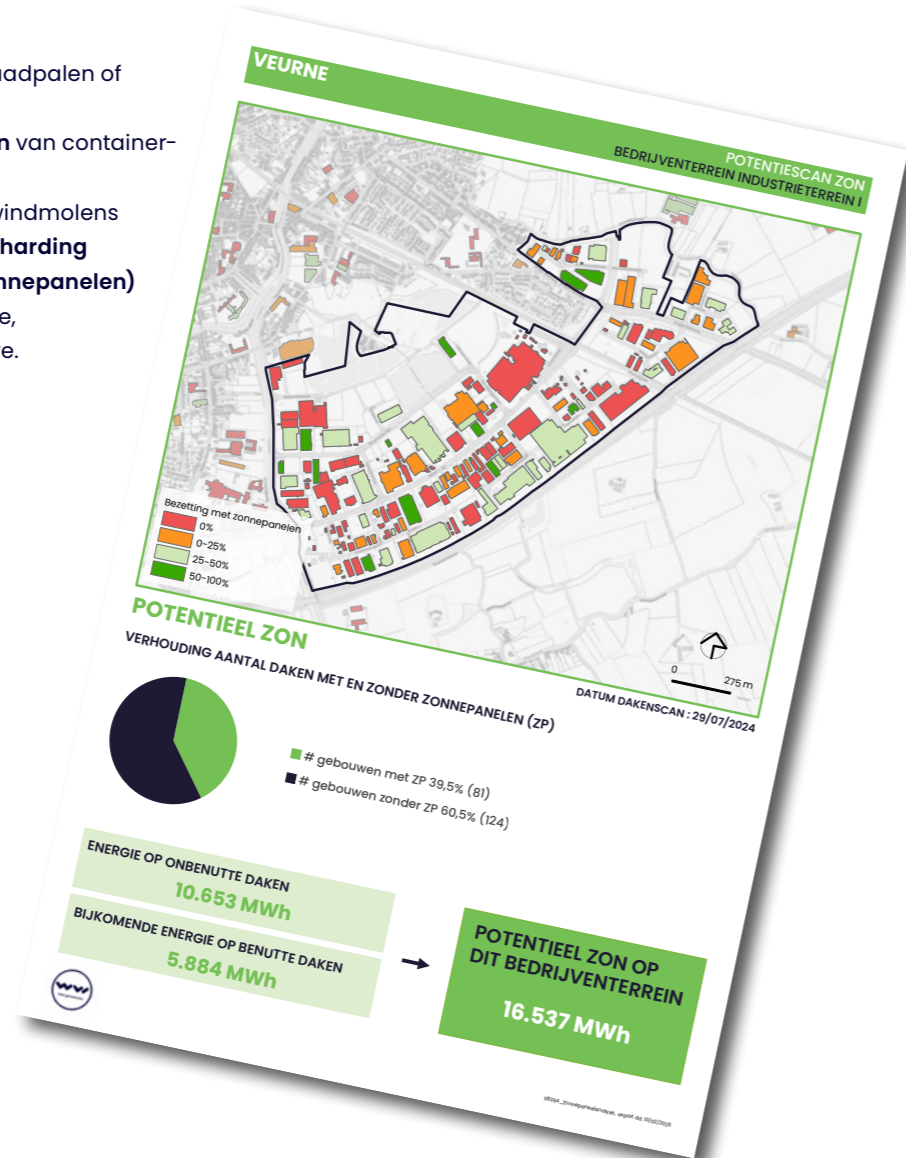 adpalen of
n van container-
windmolens
harding
nnepanelen)
e,
e.
VEURNE
POTENTIESCAN ZON
BEDRIJVENTERREIN INDUSTRIETERREIN I
Bezetting met zonnepanelen
0%
0-25%
25-50%
50-100%
0
275 m
POTENTIEEL ZON
DATUM DAKENSCAN : 29/07/2024
VERHOUDING AANTAL DAKEN MET EN ZONDER ZONNEPANELEN (ZP)
# gebouwen met ZP 39,5% (81)
# gebouwen zonder ZP 60,5% (124)
ENERGIE OP ONBENUTTE DAKEN
10.653 MWh
BIJKOMENDE ENERGIE OP BENUTTE DAKEN
5.884 MWh
POTENTIEEL ZON OP
DIT BEDRIJVENTERREIN
16.537 MWh